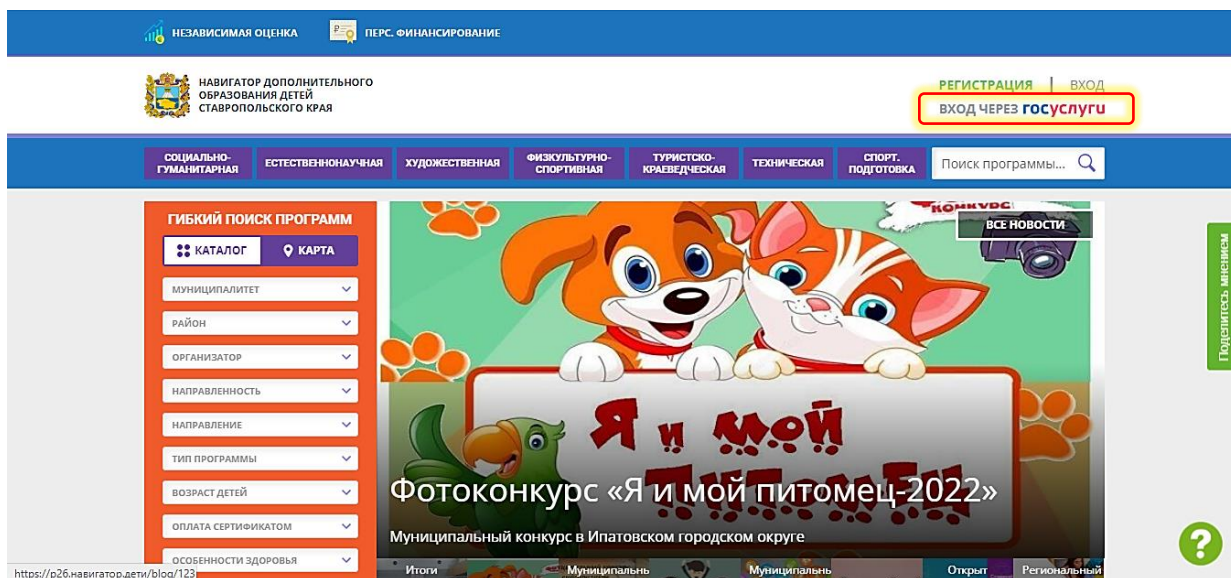 НЕЗАВИСИМАЯ ОЦЕНКА
ПЕРС. ФИНАНСИРОВАНИЕ
НАВИГАТОР ДОПОЛНИТЕЛЬНОГО
ОБРАЗОВАНИЯ ДЕТЕЙ
СТАВРОПОЛЬСКОГО КРАЯ
РЕГИСТРАЦИЯ | ВХОД
ВХОД ЧЕРЕЗ госуслуги
СОЦИАЛЬНО-
ГУМАНИТАРНАЯ
ЕСТЕСТВЕННОНАУЧНАЯ
ХУДОЖЕСТВЕННАЯ
ФИЗКУЛЬТУРНО-
СПОРТИВНАЯ
ТУРИСТСКО-
КРАЕВЕДЧЕСКАЯ
ТЕХНИЧЕСКАЯ
СПОРТ.
ПОДГОТОВКА
Поиск программы...
ГИБКИЙ ПОИСК ПРОГРАММ
КАТАЛОГ
КАРТА
МУНИЦИПАЛИТЕТ
РАЙОН
ОРГАНИЗАТОР
НАПРАВЛЕННОСТЬ
НАПРАВЛЕНИЕ
ТИП ПРОГРАММЫ
ВОЗРАСТ ДЕТЕЙ
ОПЛАТА СЕРТИФИКАТОМ
ОСОБЕННОСТИ ЗДОРОВЬЯ
КОНКУРС
ВСЕ НОВОСТИ
Я и мой
питомец
Фотоконкурс «Я и мой питомец-2022»
Муниципальный конкурс в Ипатовском городском округе
Итоги
Муниципальн
Муниципальн
Открыт
Региональный
Поделитесь мнением
?
https://р26.навигатор.дети/blog/123